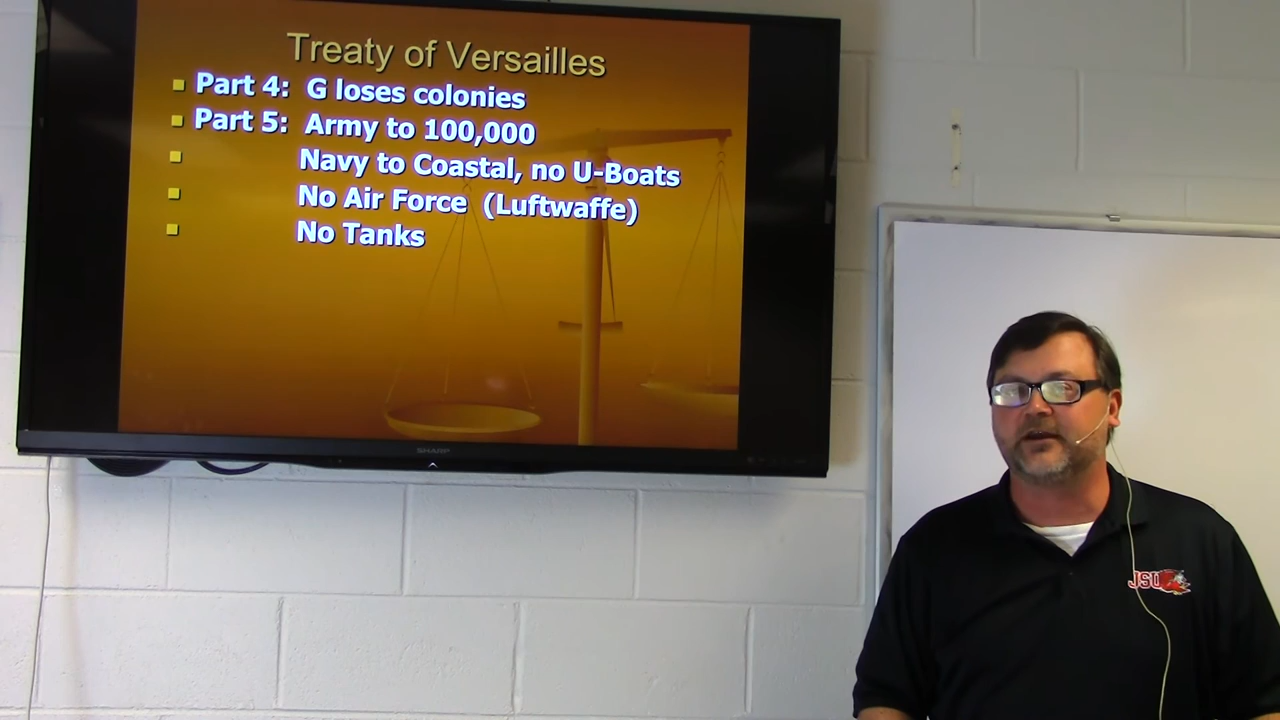 Treaty of Versailles
Part 4: G loses colonies
Part 5: Army to 100,000
Navy to Coastal, no U-Boats
No Air Force (Luftwaffe)
No Tanks
SHARP
JSU